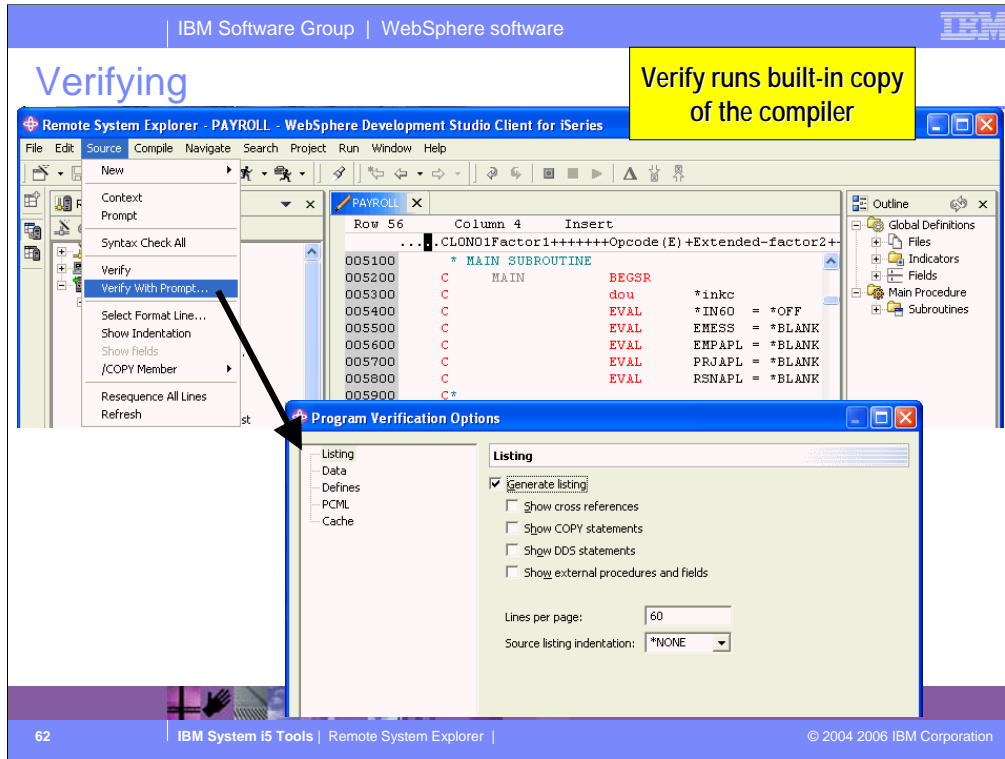 IBM Software Group | WebSphere software
IBM
Verifying
Verify runs built-in copy
of the compiler
Remote System Explorer - PAYROLL - WebSphere Development Studio Client for iSeries
File Edit Source Compile Navigate Search Project Run Window Help
New
Context
Prompt
Syntax Check All
Verify
Verify With Prompt...
Select Format Line...
Show Indentation
Show fields
/COPY Member
Resequence All Lines
Refresh
st
PAYROLL
Row 56 Column 4 Insert
.... .CL0N01Factor1+++++++Opcode(E)+Extended-factor2+-
005100 * MAIN SUBROUTINE
005200 C MAIN BEGSR
005300 C dou *inkc
005400 C EVAL *IN60 = *OFF
005500 C EVAL EMESS = *BLANK
005600 C EVAL EMPAPL = *BLANK
005700 C EVAL PRJAPL = *BLANK
005800 C EVAL RSNAPL = *BLANK
005900 C*
Outline
Global Definitions
Files
Indicators
Fields
Main Procedure
Subroutines
Program Verification Options
Listing
Data
Defines
PCML
Cache
Listing
Generate listing
Show cross references
Show COPY statements
Show DDS statements
Show external procedures and fields
Lines per page: 60
Source listing indentation: *NONE
62
IBM System i5 Tools | Remote System Explorer |
© 2004 2006 IBM Corporation